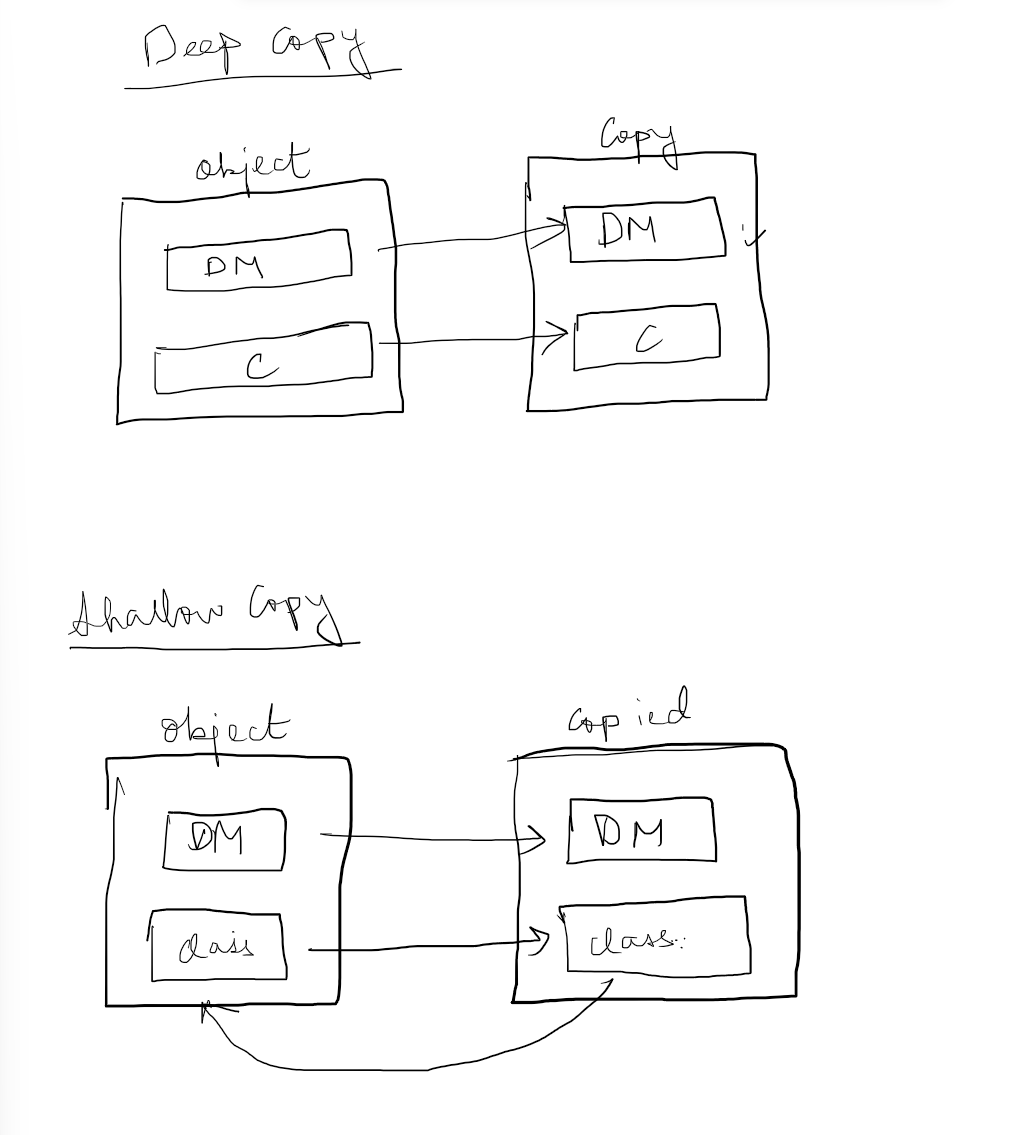 Deep Copy
object
Copy
DM
DM
C
C
Shallow Copy
object
Copied
DM
DM
class
class